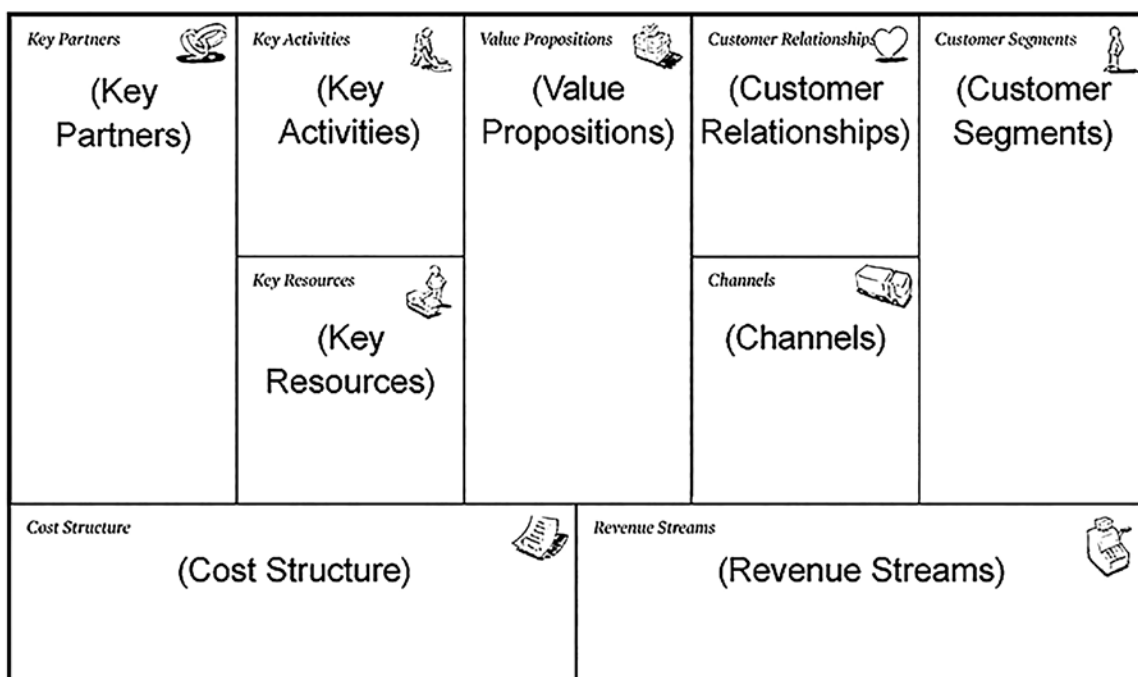 Key Partners
(Key
Partners)
Key Activities
(Key
Activities)
Key Resources
(Key
Resources)
Value Propositions
(Value
Propositions)
Customer Relationships
(Customer
Relationships)
Channels
(Channels)
Customer Segments
(Customer
Segments)
Cost Structure
(Cost Structure)
Revenue Streams
(Revenue Streams)